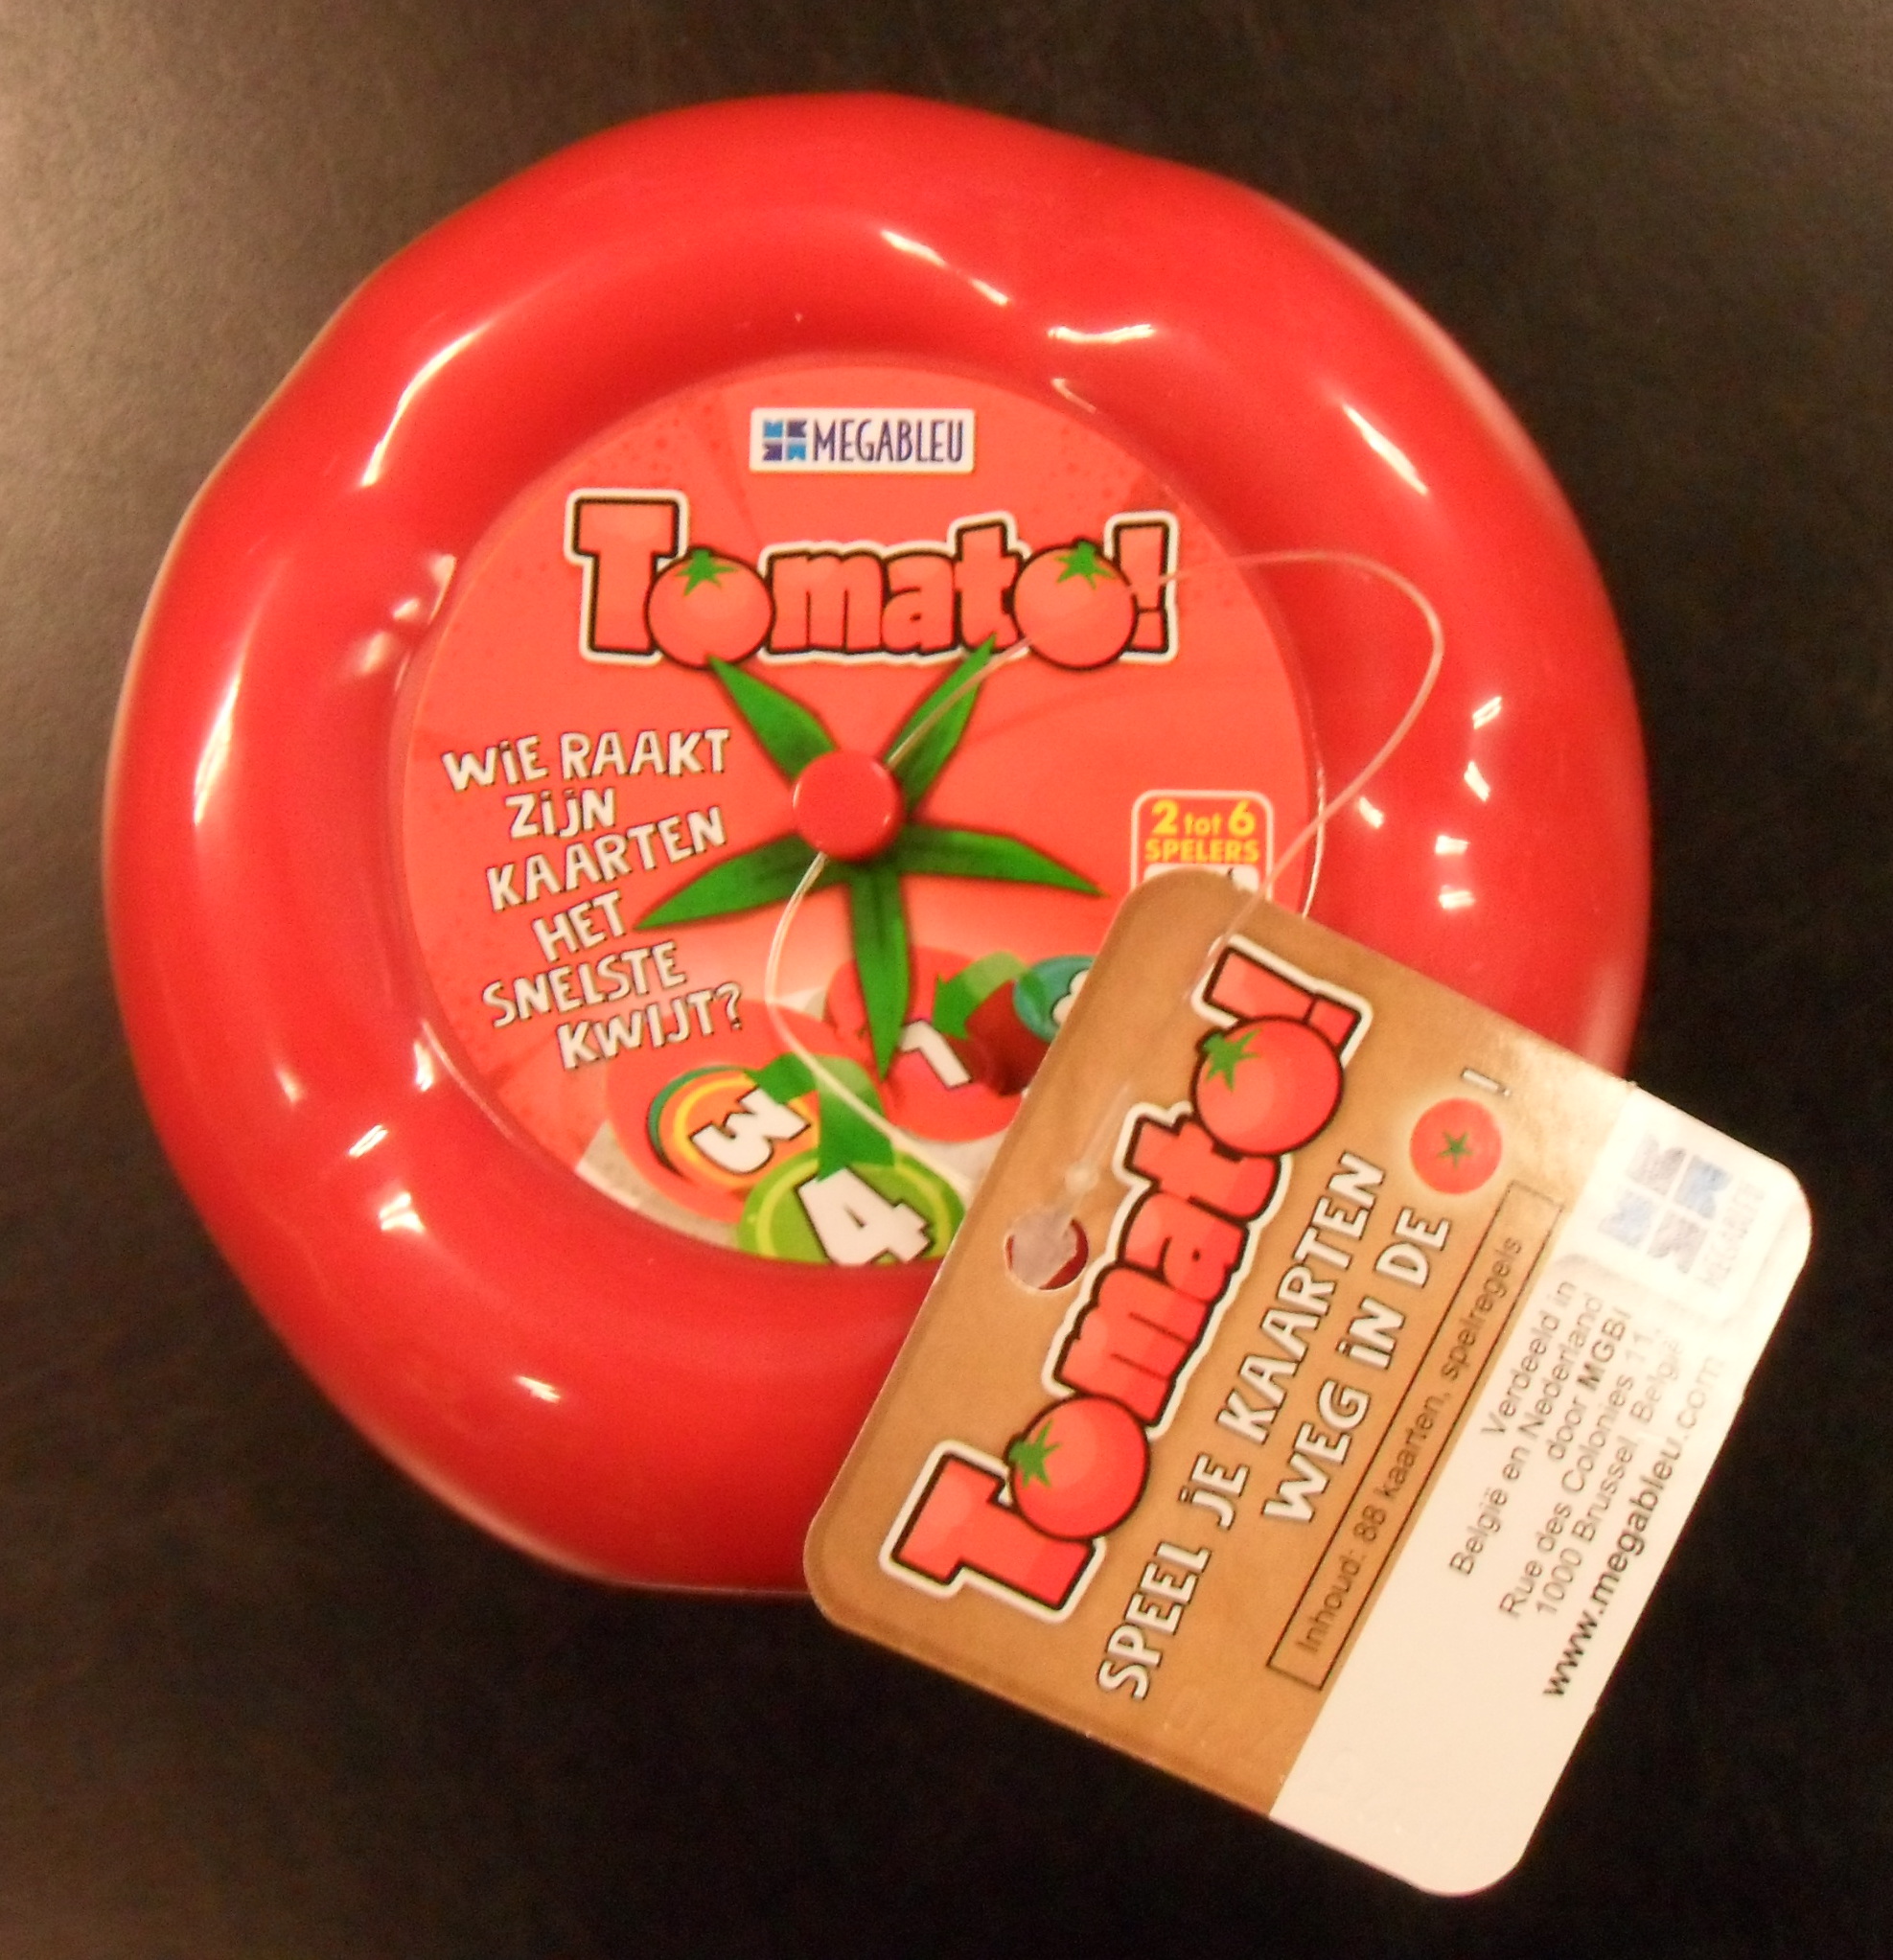 MEGABLEU
Tomato!
WIE RAAKT
ZIJN
KAARTEN
HET
SNELSTE
KWIJT?
2 tot 6
SPELERS
1
3
4
Tomato!
SPEEL JE KAARTEN
WEG IN DE
!
Inhoud: 88 kaarten, spelregels
MEGABLEU
Verdeeld in
België en Nederland
door MGBI
Rue des Colonies 11,
1000 Brussel, België
www.megableu.com